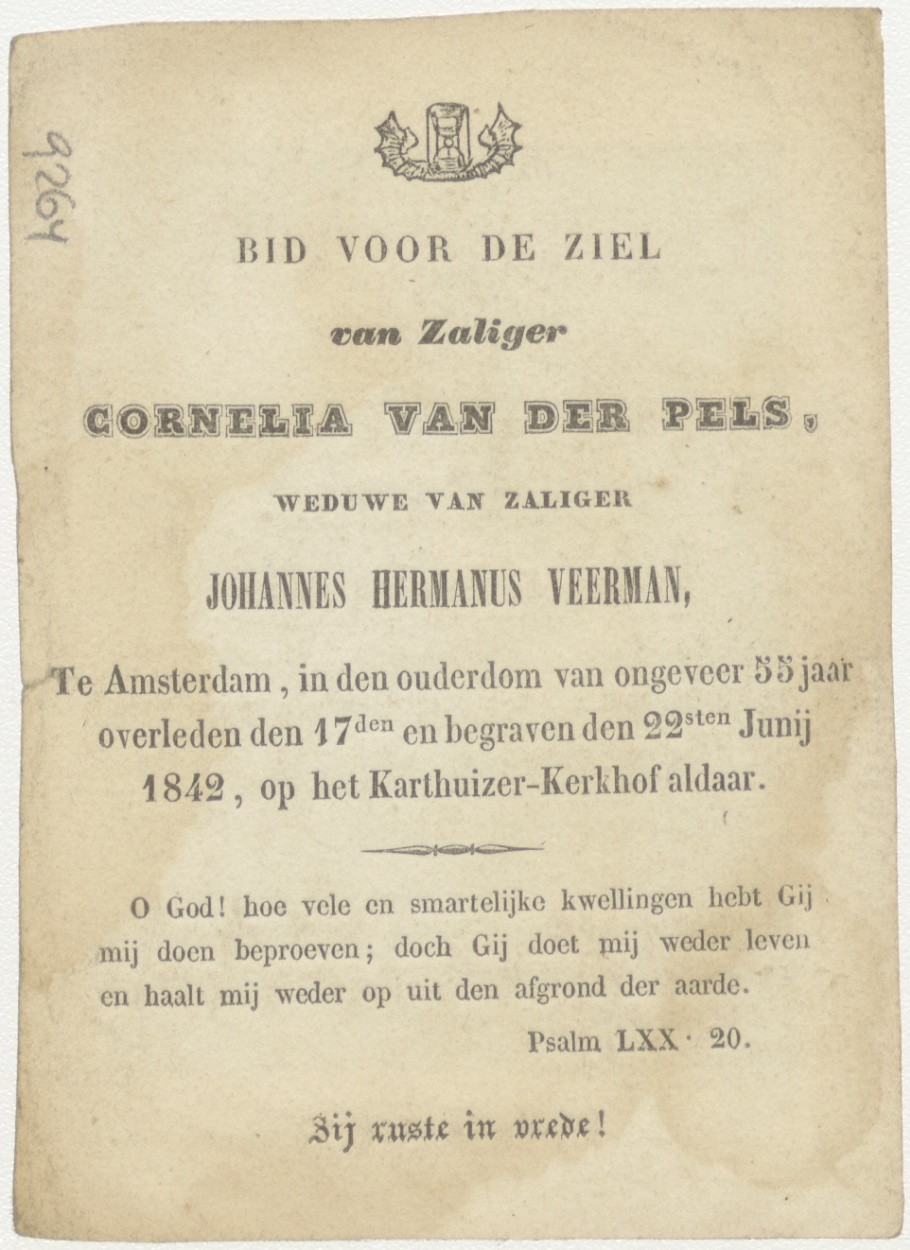 9264
BID VOOR DE ZIEL
van Zaliger
CORNELIA VAN DER PELS,
WEDUWE VAN ZALIGER
JOHANNES HERMANUS VEERMAN,
Te Amsterdam, in den ouderdom van ongeveer 55 jaar
overleden den 17den en begraven den 22sten Junij
1842, op het Karthuizer-Kerkhof aldaar.
O God! hoe vele en smartelijke kwellingen hebt Gij
mij doen beproeven; doch Gij doet mij weder leven
en haalt mij weder op uit den afgrond der aarde.
Psalm LXX· 20.
Zij ruste in vrede!